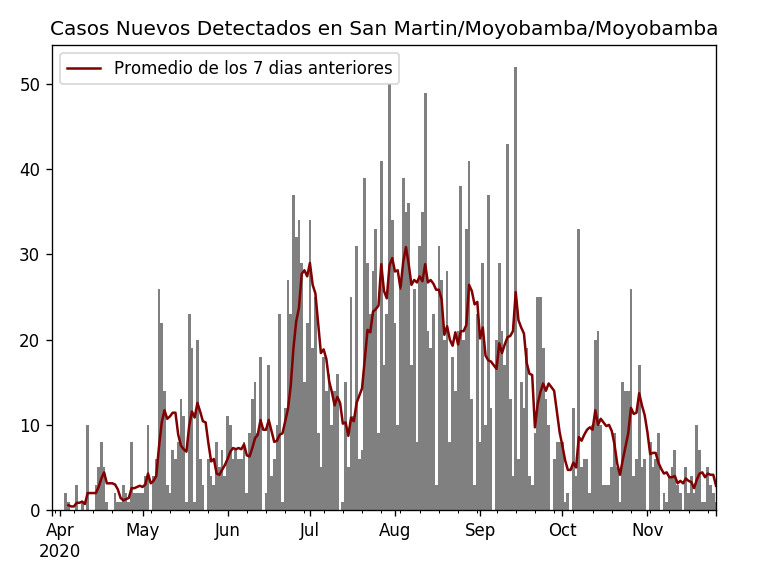 Casos Nuevos Detectados en San Martin/Moyobamba/Moyobamba
Promedio de los 7 dias anteriores
50
40
30
20
10
0
Apr May Jun Jul Aug Sep Oct Nov
2020